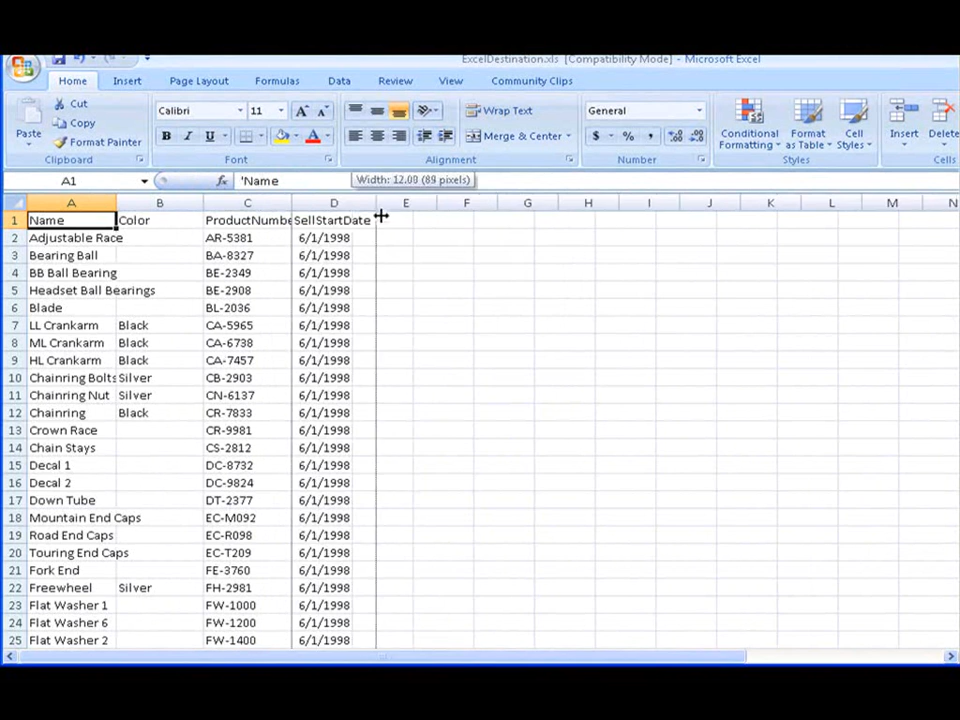 ExcelDestination.xls [Compatibility Mode] - Microsoft Excel
Home Insert Page Layout Formulas Data Review View Community Clips
Cut
Copy
Format Painter
Paste
Clipboard
Calibri 11 A A
B I U A
Font
Wrap Text
Merge & Center
Alignment
General
$ % ,
Number
Conditional Formatting
Format as Table
Cell Styles
Styles
Insert Delete
Cells
A1 fx 'Name
Width: 12.00 (89 pixels)
A B C D E F G H I J K L M N
1 Name Color ProductNumbe SellStartDate
2 Adjustable Race AR-5381 6/1/1998
3 Bearing Ball BA-8327 6/1/1998
4 BB Ball Bearing BE-2349 6/1/1998
5 Headset Ball Bearings BE-2908 6/1/1998
6 Blade BL-2036 6/1/1998
7 LL Crankarm Black CA-5965 6/1/1998
8 ML Crankarm Black CA-6738 6/1/1998
9 HL Crankarm Black CA-7457 6/1/1998
10 Chainring Bolts Silver CB-2903 6/1/1998
11 Chainring Nut Silver CN-6137 6/1/1998
12 Chainring Black CR-7833 6/1/1998
13 Crown Race CR-9981 6/1/1998
14 Chain Stays CS-2812 6/1/1998
15 Decal 1 DC-8732 6/1/1998
16 Decal 2 DC-9824 6/1/1998
17 Down Tube DT-2377 6/1/1998
18 Mountain End Caps EC-M092 6/1/1998
19 Road End Caps EC-R098 6/1/1998
20 Touring End Caps EC-T209 6/1/1998
21 Fork End FE-3760 6/1/1998
22 Freewheel Silver FH-2981 6/1/1998
23 Flat Washer 1 FW-1000 6/1/1998
24 Flat Washer 6 FW-1200 6/1/1998
25 Flat Washer 2 FW-1400 6/1/1998